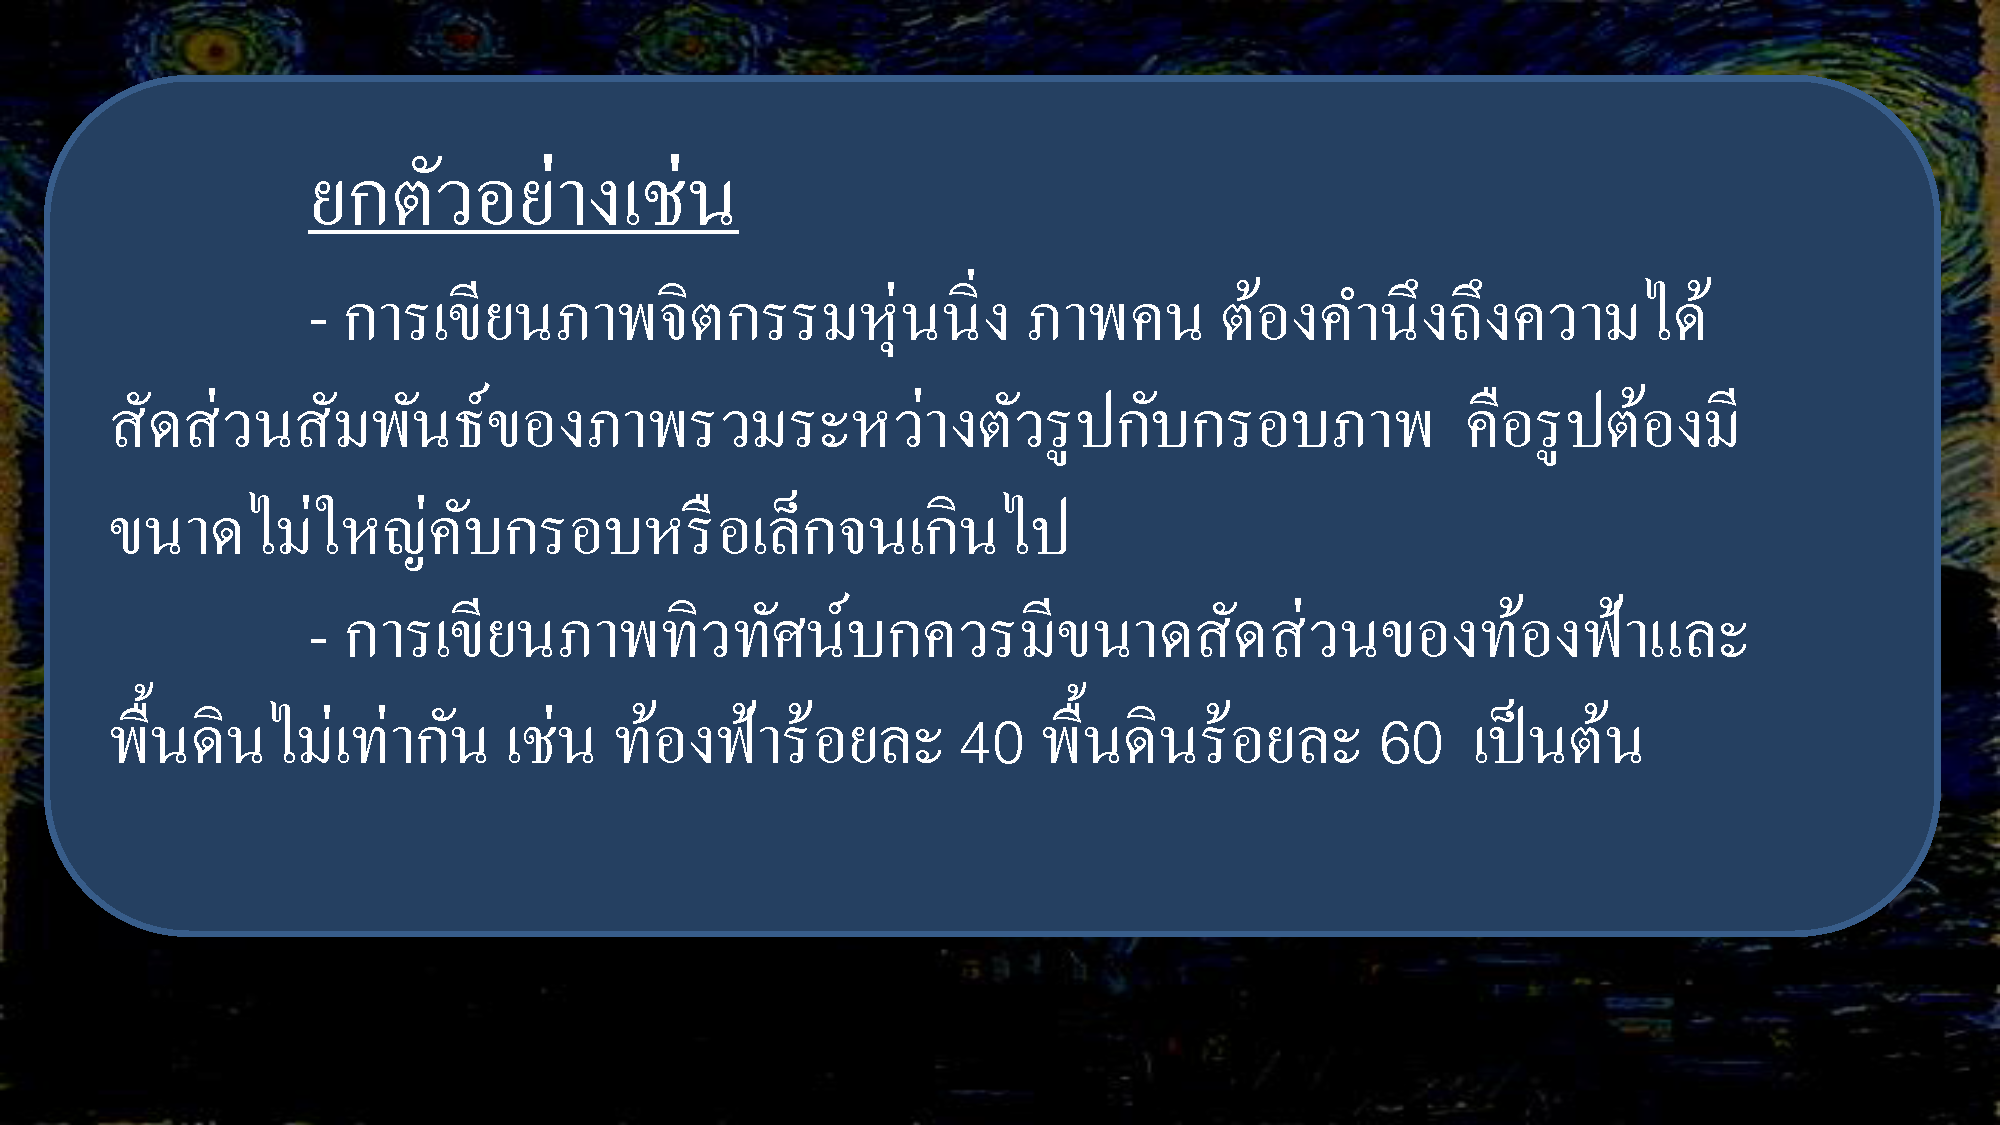 ยกตัวอย่างเช่น
- การเขียนภาพจิตกรรมหุ่นนิ่ง ภาพคน ต้องคำนึงถึงความได้
สัดส่วนสัมพันธ์ของภาพรวมระหว่างตัวรูปกับกรอบภาพ คือรูปต้องมี
ขนาดไม่ใหญ่คับกรอบหรือเล็กจนเกินไป
- การเขียนภาพทิวทัศน์บกควรมีขนาดสัดส่วนของท้องฟ้าและ
พื้นดินไม่เท่ากัน เช่น ท้องฟ้าร้อยละ 40 พื้นดินร้อยละ 60 เป็นต้น